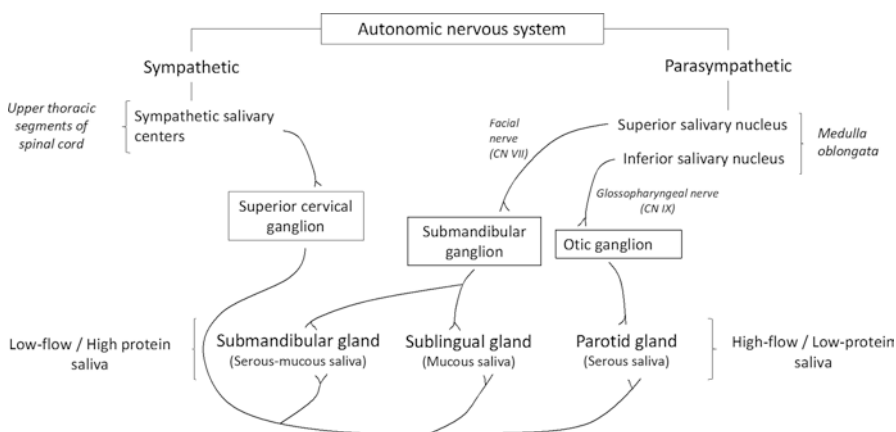 Autonomic nervous system
Sympathetic
Parasympathetic
Upper thoracic
segments of
spinal cord
Sympathetic salivary
centers
Facial
nerve
(CN VII)
Superior salivary nucleus
Inferior salivary nucleus
Medulla
oblongata
Glossopharyngeal nerve
(CN IX)
Superior cervical
ganglion
Submandibular
ganglion
Otic ganglion
Low-flow / High protein
saliva
Submandibular gland
(Serous-mucous saliva)
Sublingual gland
(Mucous saliva)
Parotid gland
(Serous saliva)
High-flow / Low-protein
saliva